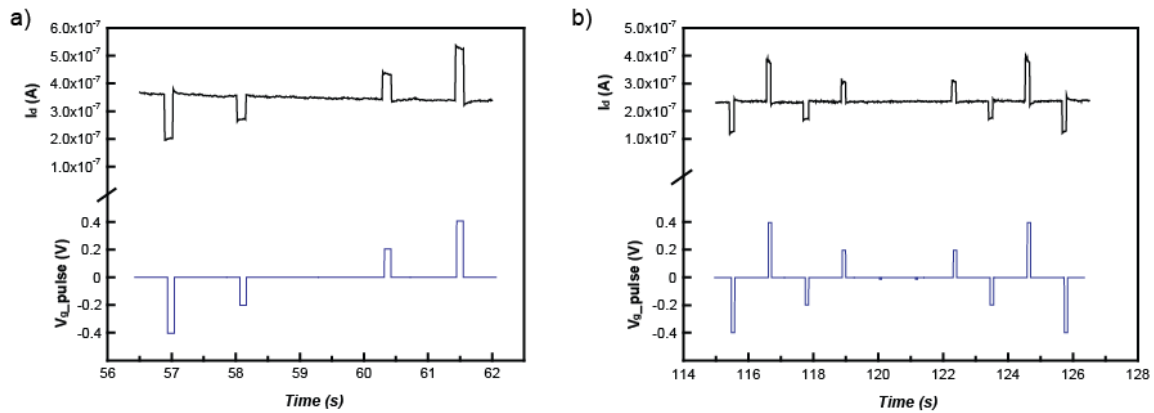 a)
6.0x10⁻⁷
5.0x10⁻⁷
4.0x10⁻⁷
3.0x10⁻⁷
2.0x10⁻⁷
1.0x10⁻⁷
I_d (A)
0.4
0.2
0
-0.2
-0.4
V_g_pulse (V)
56 57 58 59 60 61 62
Time (s)
b)
5.0x10⁻⁷
4.0x10⁻⁷
3.0x10⁻⁷
2.0x10⁻⁷
1.0x10⁻⁷
I_d (A)
0.4
0.2
0
-0.2
-0.4
V_g_pulse (V)
114 116 118 120 122 124 126 128
Time (s)